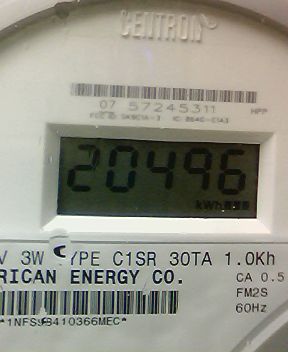 CENTRON
07 57245311
20496
kWh
V 3W TYPE C1SR 30TA 1.0Kh
RICAN ENERGY CO.
CA 0.5
FM2S
60Hz